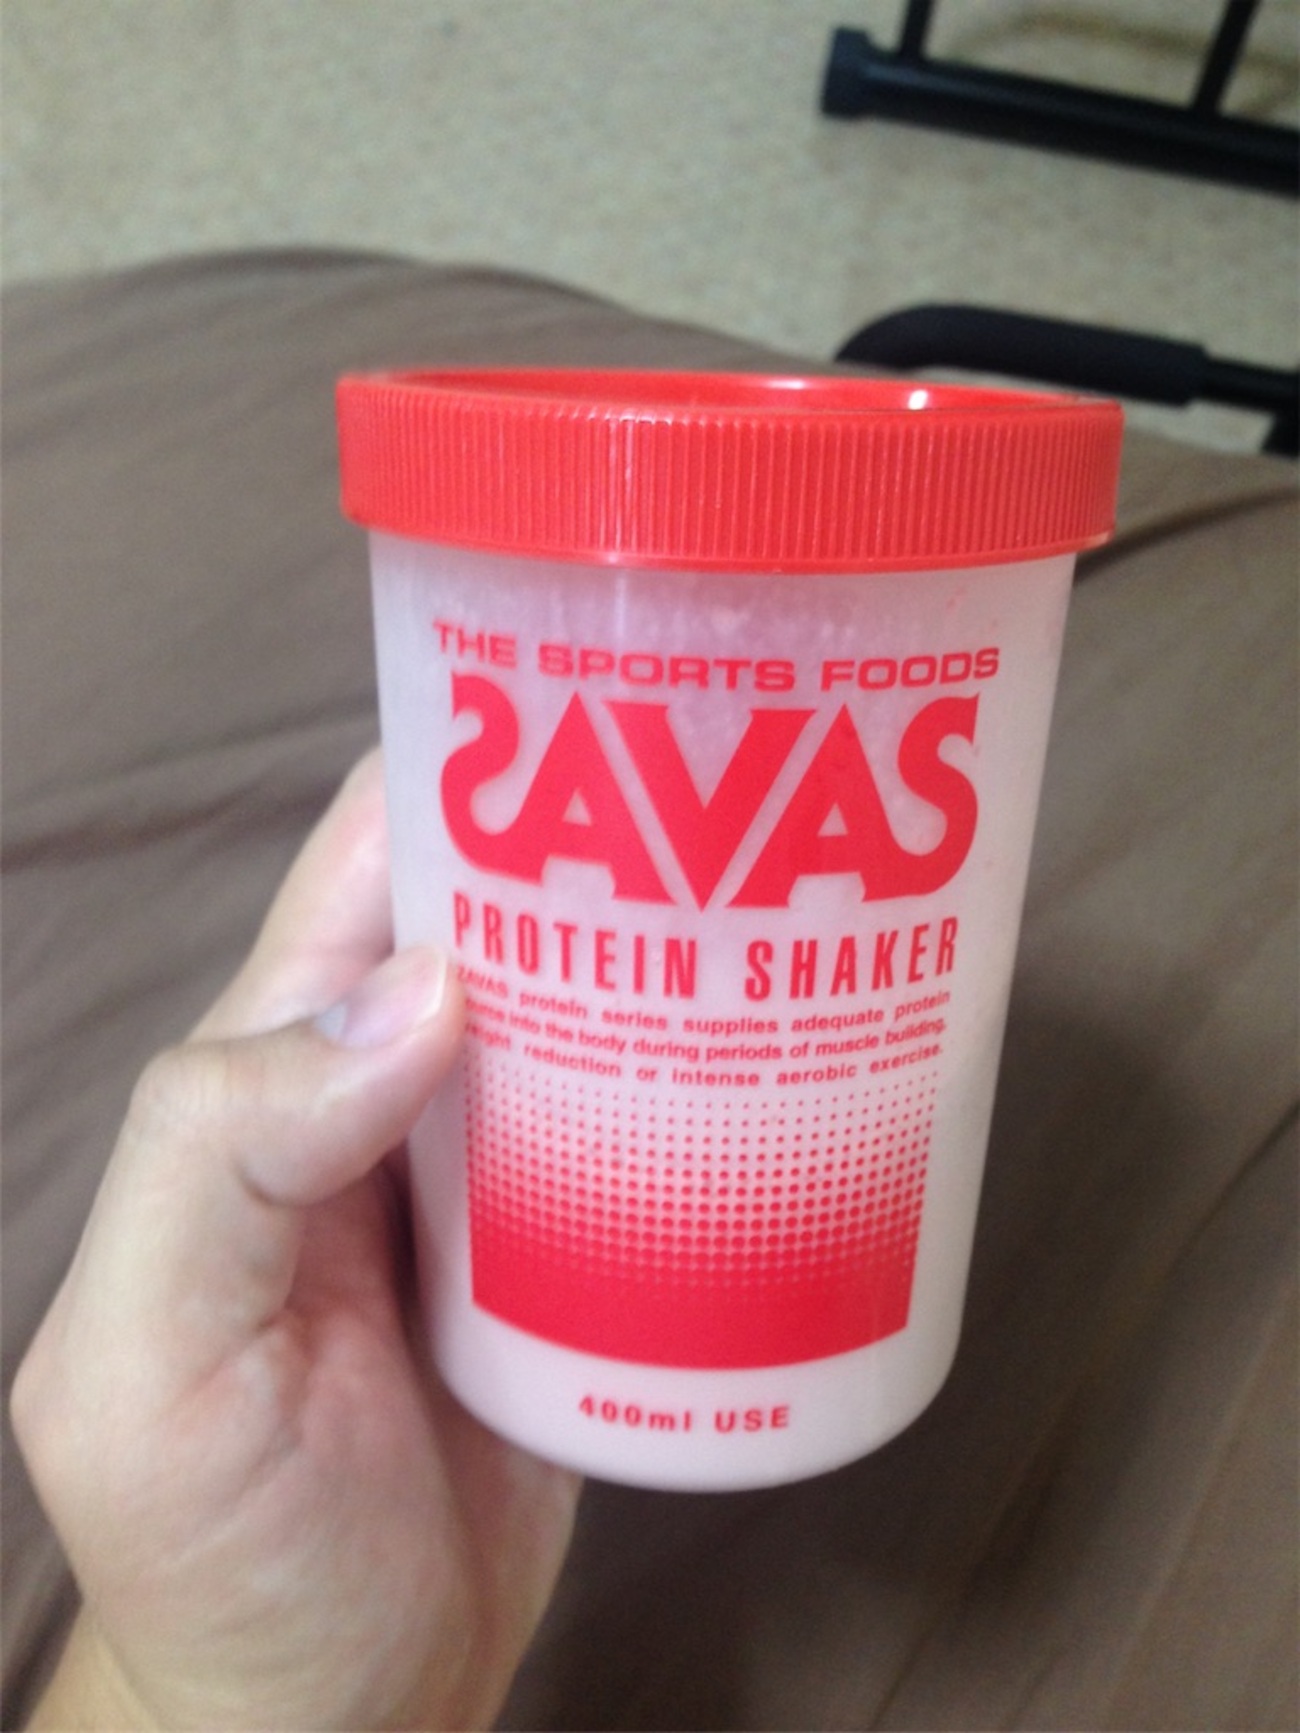 THE SPORTS FOODS
SAVAS
PROTEIN SHAKER
ZAVAS protein series supplies adequate protein
into the body during periods of muscle building,
reduction or intense aerobic exercise.
400ml USE